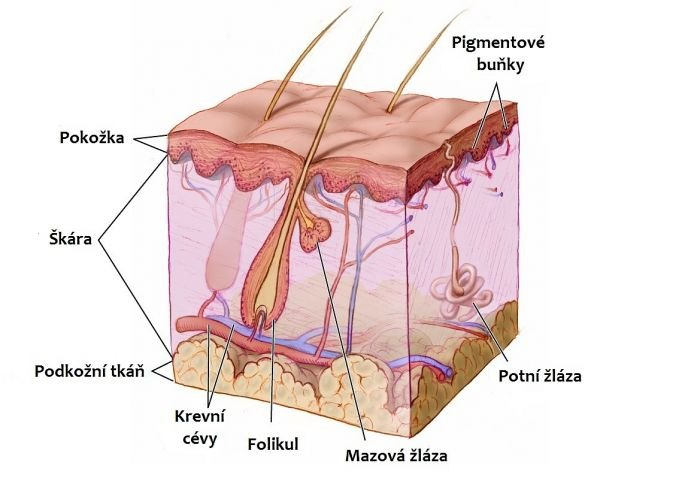 Pigmentové
buňky
Pokožka
Škára
Podkožní tkáň
Potní žláza
Krevní
cévy
Folikul
Mazová žláza